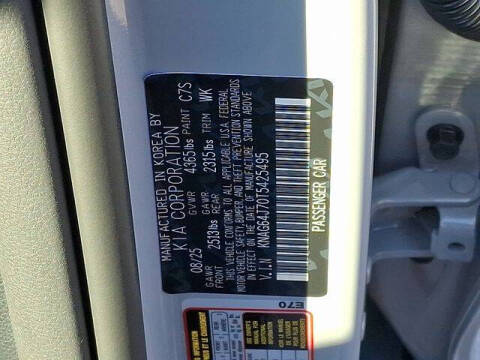 MANUFACTURED IN KOREA BY
KIA CORPORATION
08/25 GVWR 4365lbs PAINT C7S
GAWR FRONT 2513lbs GAWR REAR 2315lbs TRIM WK
THIS VEHICLE CONFORMS TO ALL APPLICABLE U.S.A. FEDERAL
MOTOR VEHICLE SAFETY, BUMPER, AND THEFT PREVENTION STANDARDS
IN EFFECT ON THE DATE OF MANUFACTURE SHOWN ABOVE
V.I.N KNAG64J70T5425495
PASSENGER CAR
E70